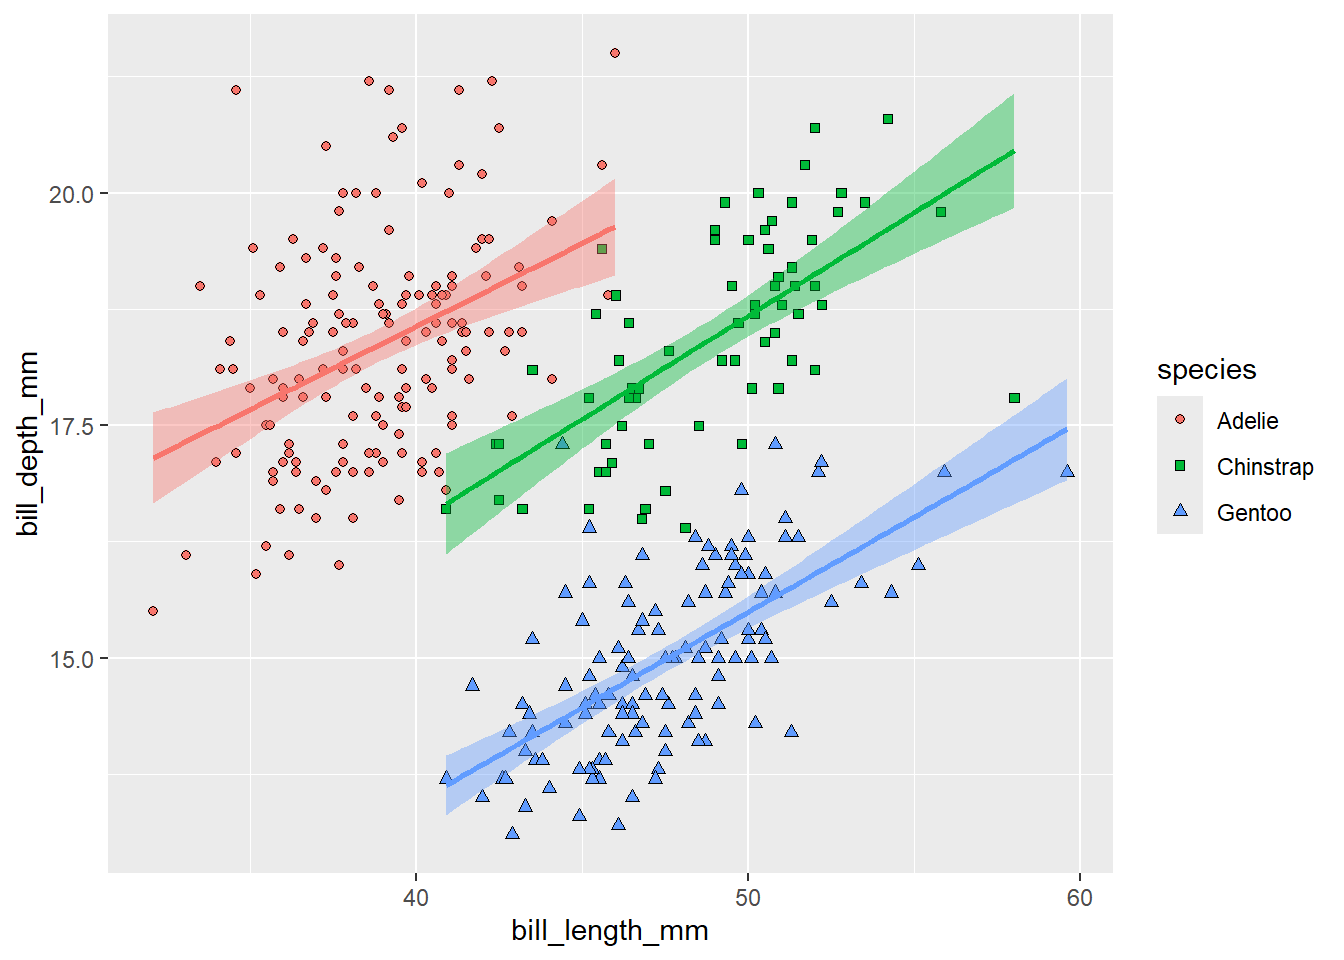 20.0
17.5
15.0
40
50
60
bill_length_mm
bill_depth_mm
species
Adelie
Chinstrap
Gentoo